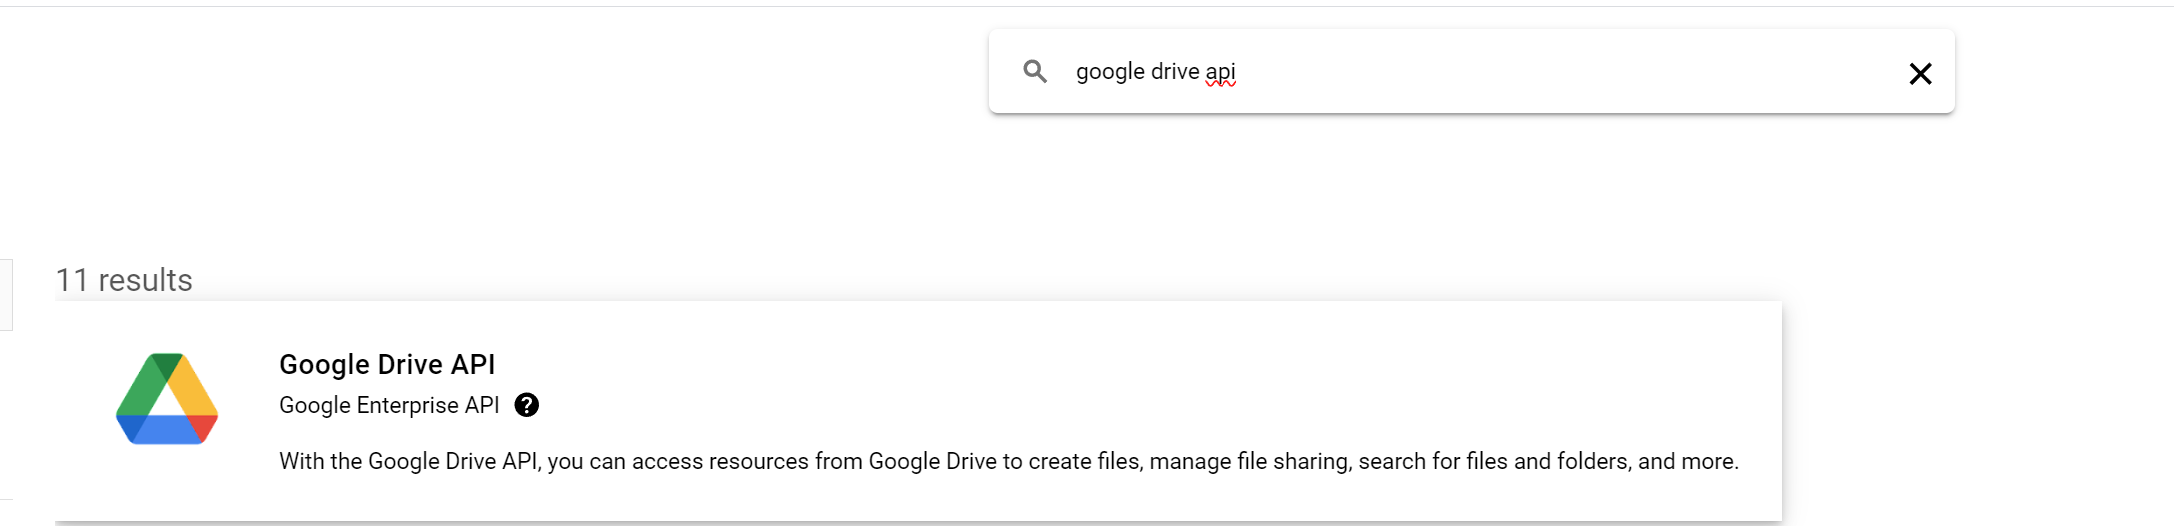 google drive api
11 results
Google Drive API
Google Enterprise API
With the Google Drive API, you can access resources from Google Drive to create files, manage file sharing, search for files and folders, and more.